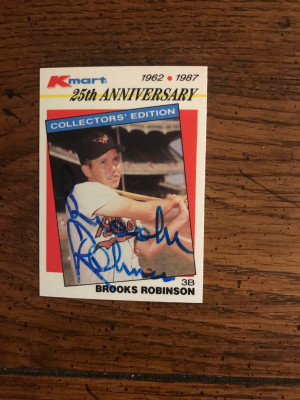 Kmart 1962 • 1987
25th ANNIVERSARY
COLLECTORS' EDITION
Brooks
Robinson
3B
BROOKS ROBINSON